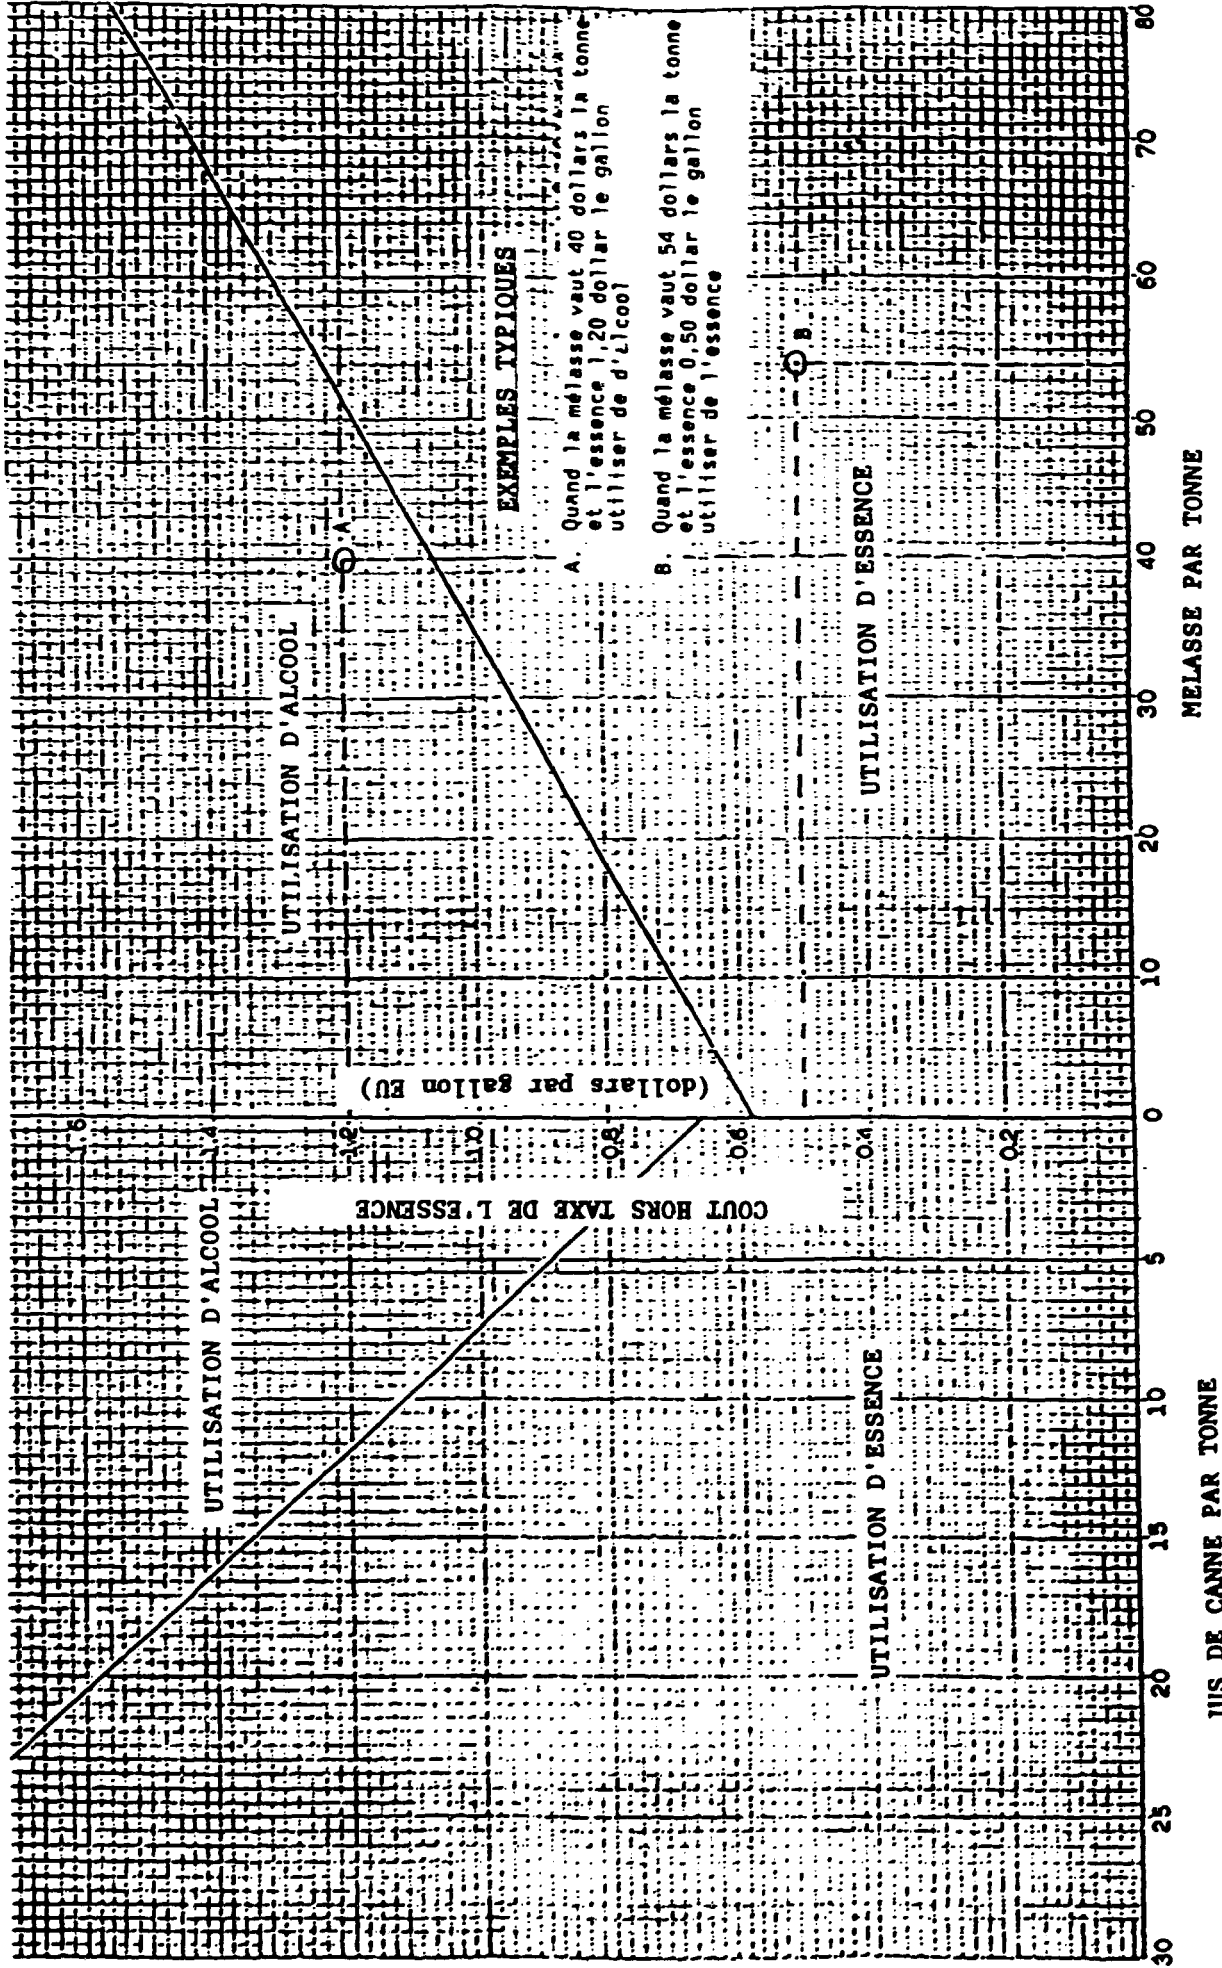 UTILISATION D'ALCOOL
UTILISATION D'ALCOOL
COUT HORS TAXE DE L'ESSENCE
(dollars par gallon EU)
1.6
1.4
1.2
1.0
0.8
0.6
0.4
0.2
A
B
EXEMPLES TYPIQUES
A. Quand la mélasse vaut 40 dollars la tonne
et l'essence 1,20 dollar le gallon
utiliser de d'alcool
B. Quand la mélasse vaut 54 dollars la tonne
et l'essence 0,50 dollar le gallon
utiliser de l'essence
UTILISATION D'ESSENCE
UTILISATION D'ESSENCE
30 25 20 15 10 5 0 10 20 30 40 50 60 70 80
JUS DE CANNE PAR TONNE
MELASSE PAR TONNE